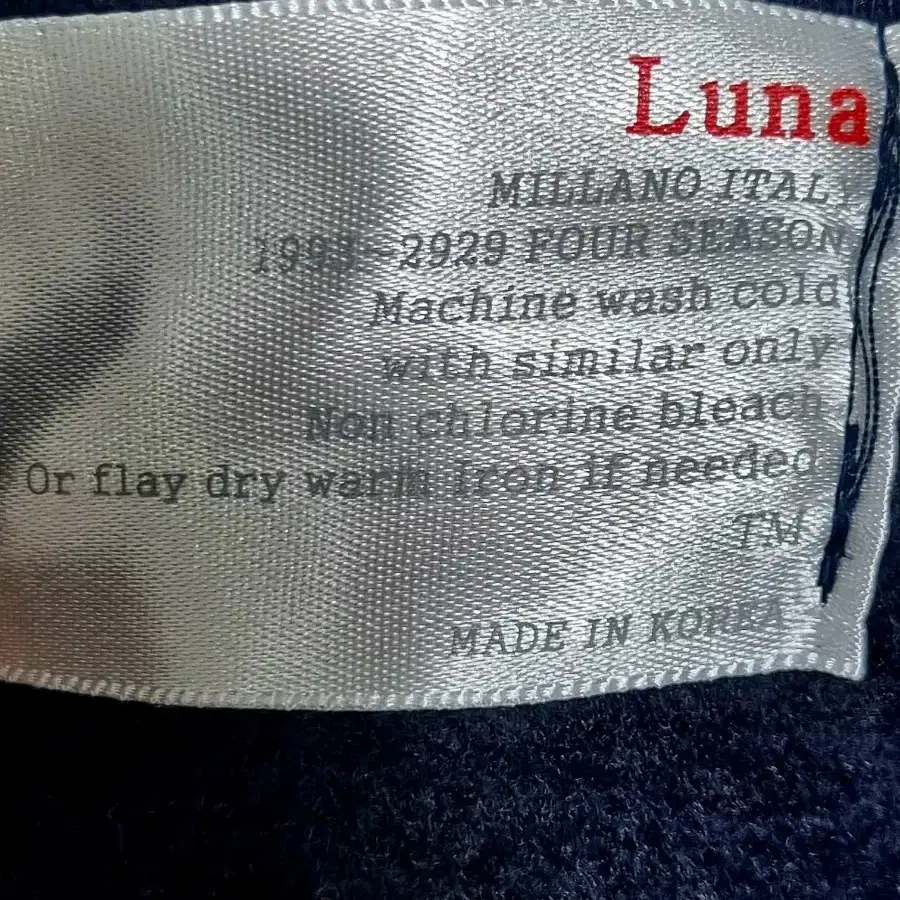 Luna
MILLANO ITALY
1993-2929 FOUR SEASON
Machine wash cold
with similar only
Non chlorine bleach
Or flay dry warm iron if needed
TM
MADE IN